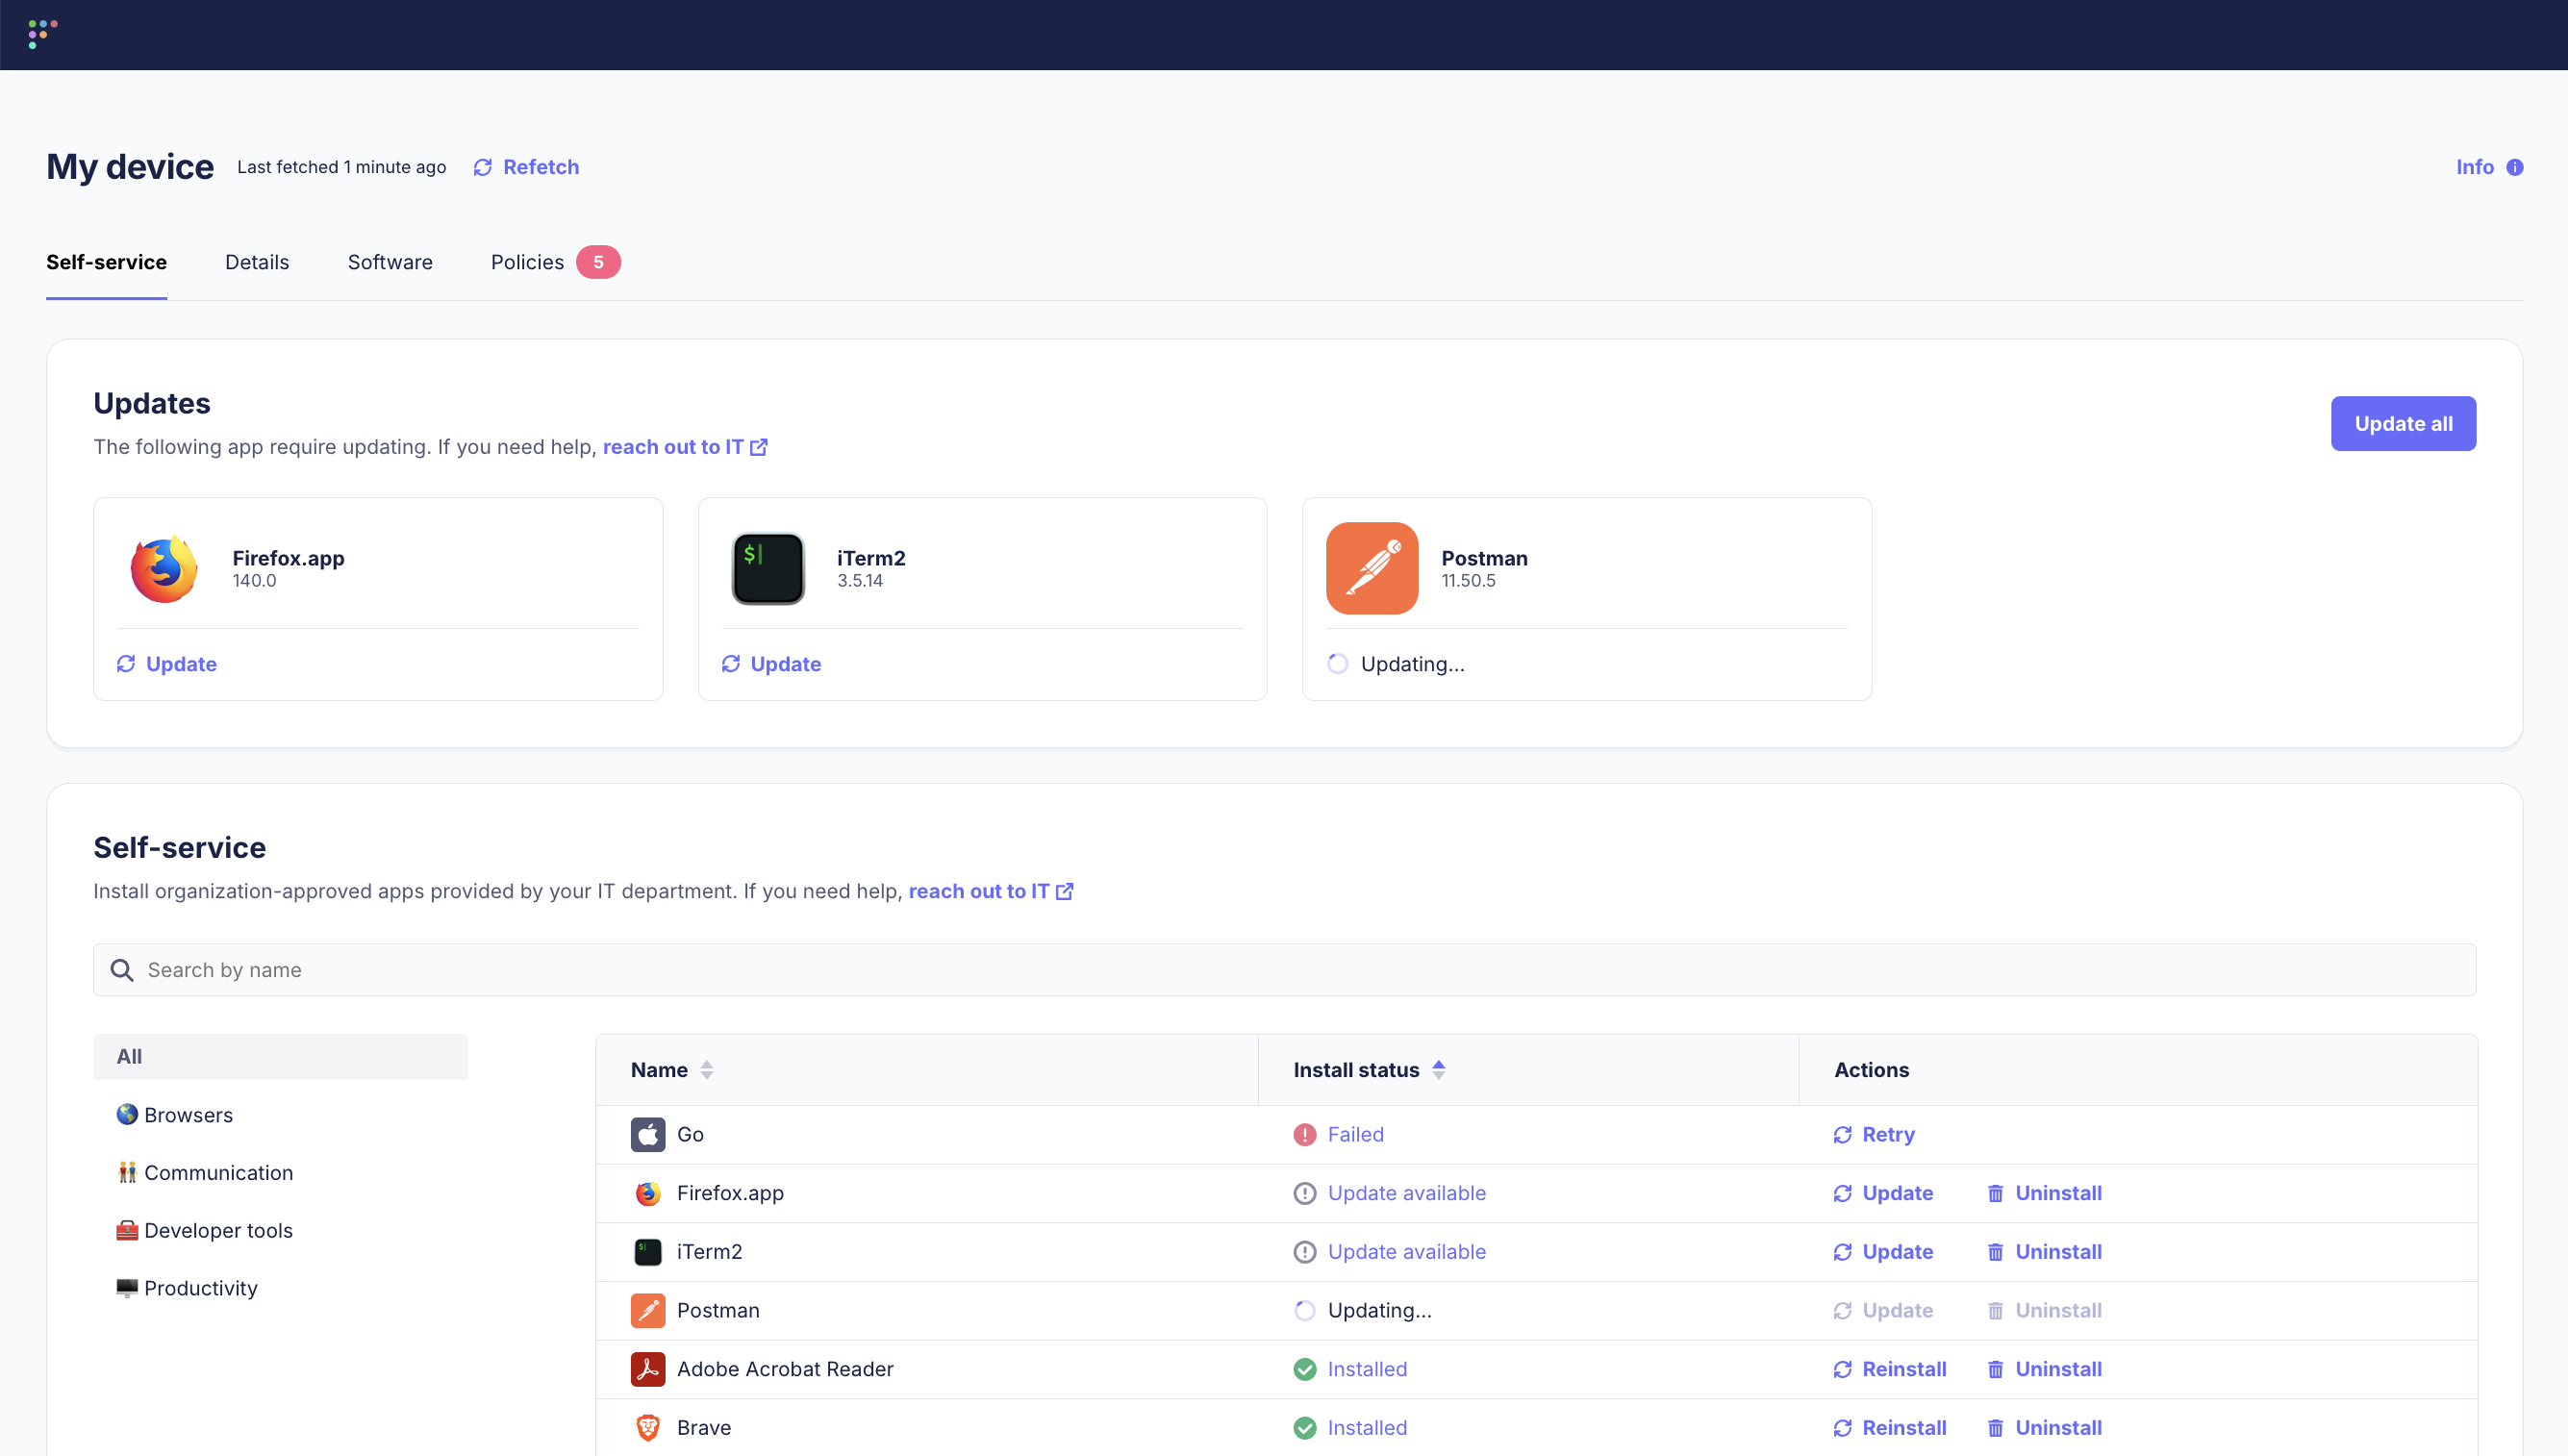 My device Last fetched 1 minute ago Refetch Info
Self-service Details Software Policies 5
Updates
The following app require updating. If you need help, reach out to IT
Update all
Firefox.app
140.0
Update
$
iTerm2
3.5.14
Update
Postman
11.50.5
Updating...
Self-service
Install organization-approved apps provided by your IT department. If you need help, reach out to IT
Search by name
All
Browsers
Communication
Developer tools
Productivity
Name Install status Actions
Go Failed Retry
Firefox.app Update available Update Uninstall
iTerm2 Update available Update Uninstall
Postman Updating... Update Uninstall
Adobe Acrobat Reader Installed Reinstall Uninstall
Brave Installed Reinstall Uninstall